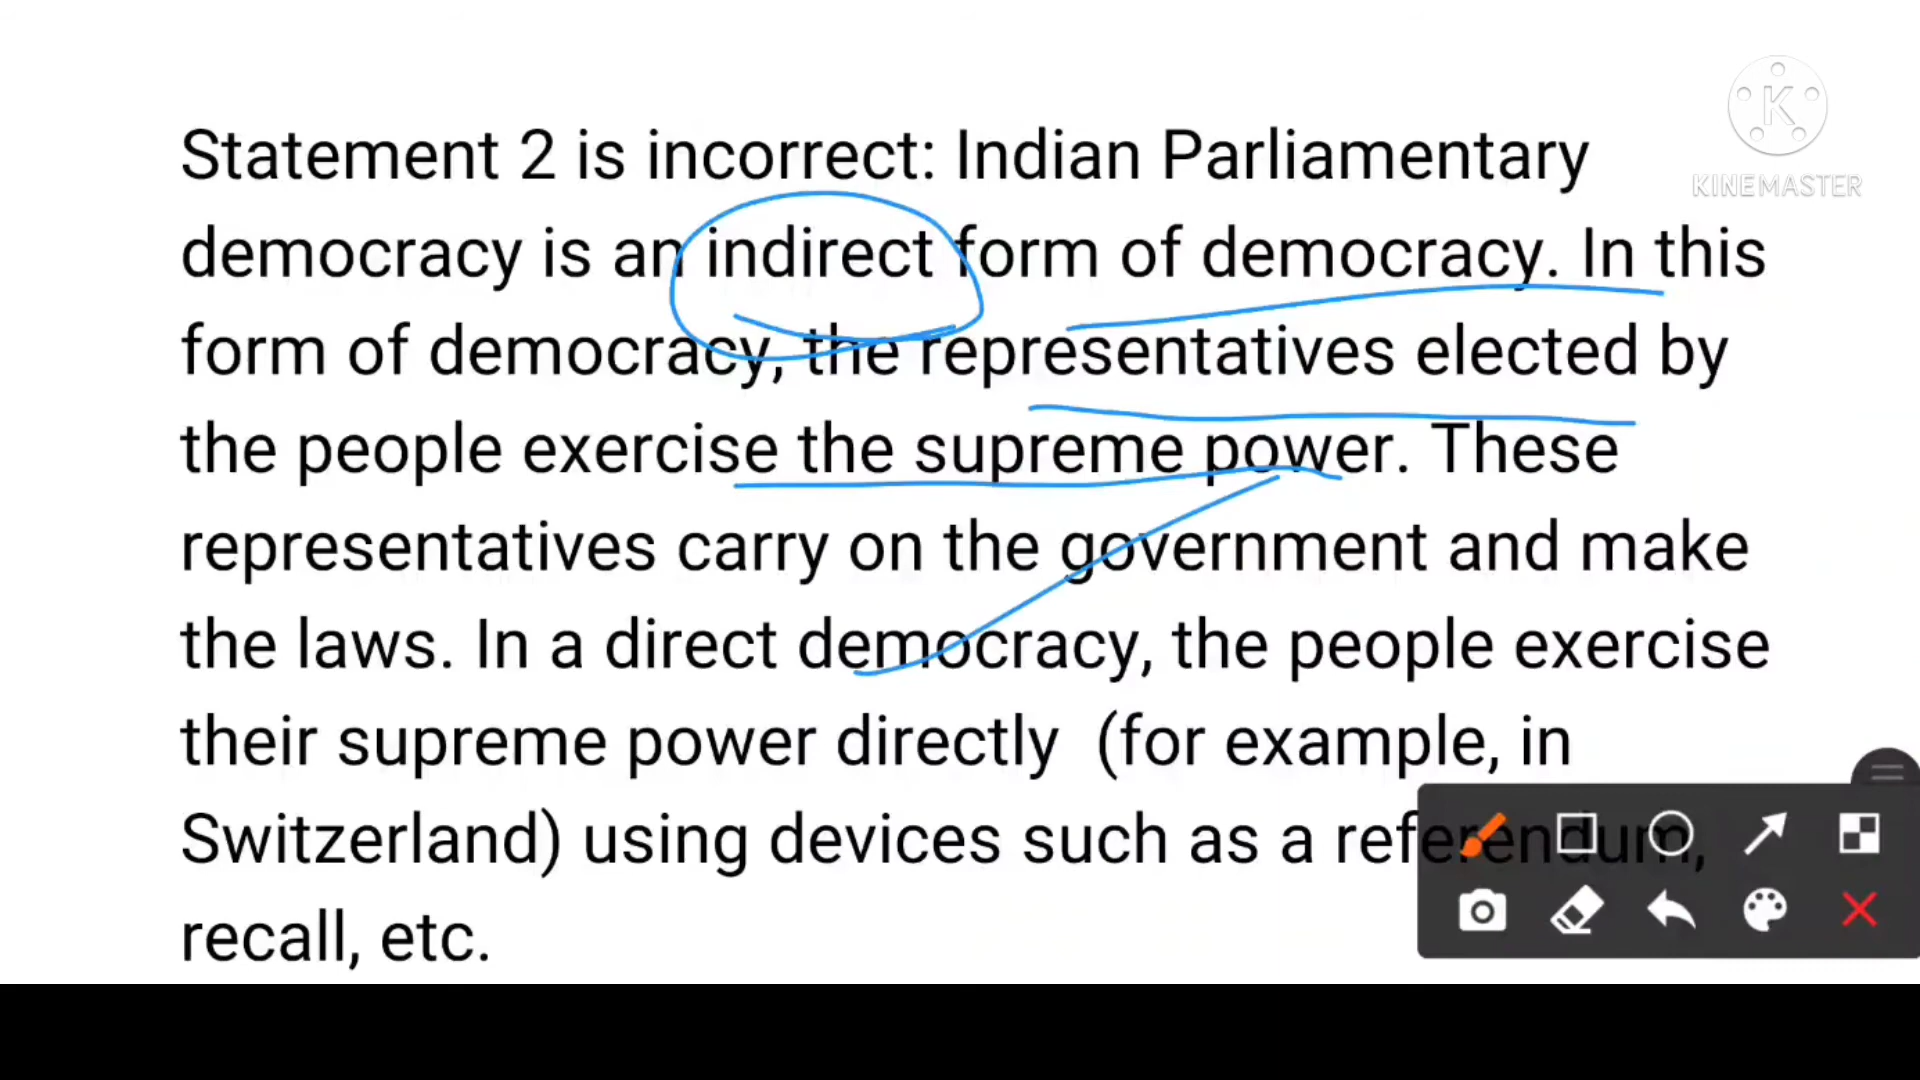 Statement 2 is incorrect: Indian Parliamentary
democracy is an indirect form of democracy. In this
form of democracy, the representatives elected by
the people exercise the supreme power. These
representatives carry on the government and make
the laws. In a direct democracy, the people exercise
their supreme power directly (for example, in
Switzerland) using devices such as a referendum,
recall, etc.
K
KINEMASTER